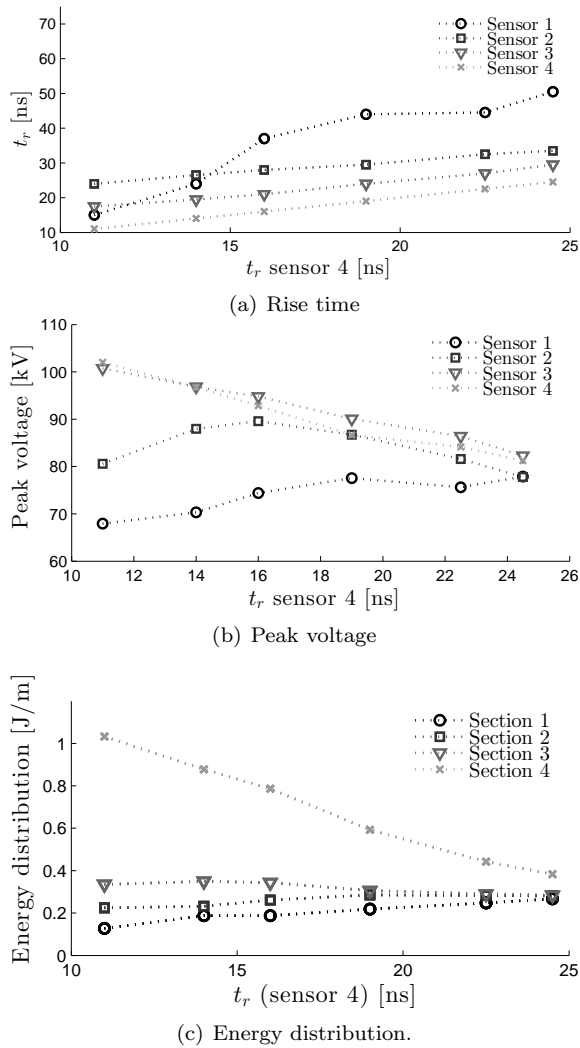 70
60
50
40
30
20
10
t_r [ns]
10 15 20 25
t_r sensor 4 [ns]
Sensor 1
Sensor 2
Sensor 3
Sensor 4
(a) Rise time
110
100
90
80
70
60
Peak voltage [kV]
10 12 14 16 18 20 22 24 26
t_r sensor 4 [ns]
Sensor 1
Sensor 2
Sensor 3
Sensor 4
(b) Peak voltage
1
0.8
0.6
0.4
0.2
0
Energy distribution [J/m]
10 15 20 25
t_r (sensor 4) [ns]
Section 1
Section 2
Section 3
Section 4
(c) Energy distribution.